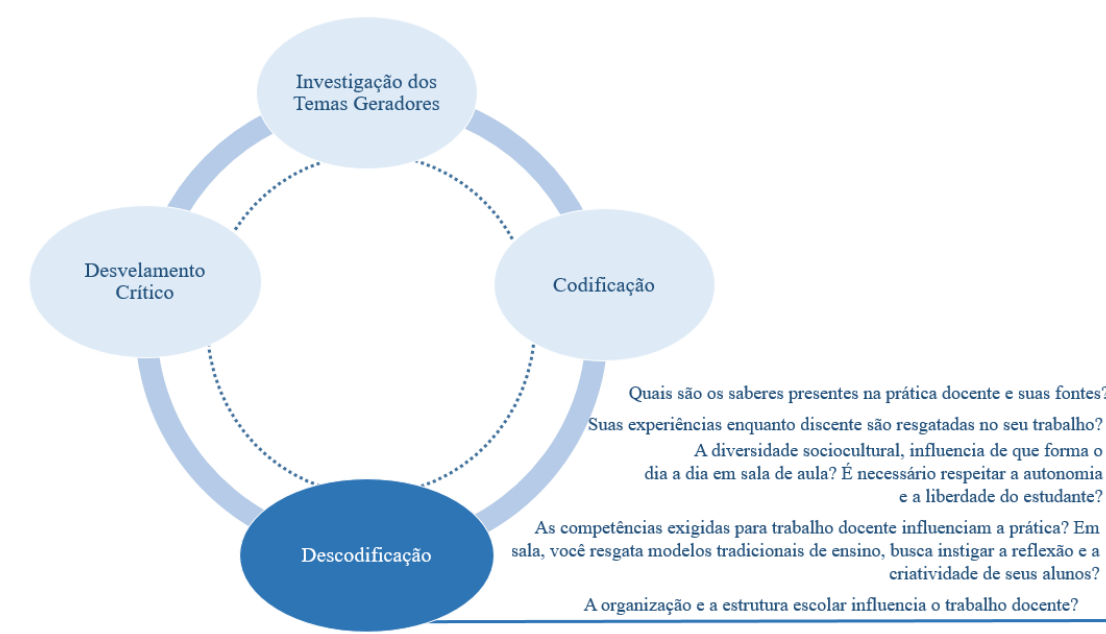 Investigação dos
Temas Geradores
Desvelamento
Crítico
Codificação
Quais são os saberes presentes na prática docente e suas fontes?
Suas experiências enquanto discente são resgatadas no seu trabalho?
A diversidade sociocultural, influencia de que forma o
dia a dia em sala de aula? É necessário respeitar a autonomia
e a liberdade do estudante?
As competências exigidas para trabalho docente influenciam a prática? Em
sala, você resgata modelos tradicionais de ensino, busca instigar a reflexão e a
criatividade de seus alunos?
A organização e a estrutura escolar influencia o trabalho docente?
Descodificação